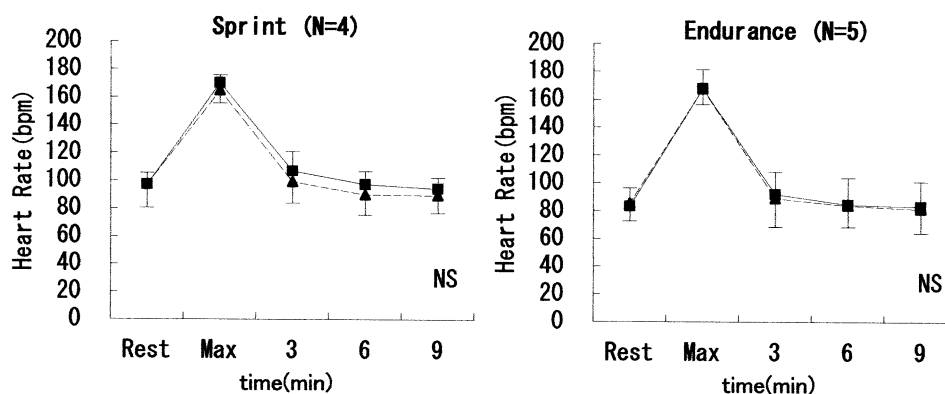 Sprint (N=4)
Heart Rate(bpm)
200
180
160
140
120
100
80
60
40
20
0
NS
Rest Max 3 6 9
time(min)
Endurance (N=5)
Heart Rate(bpm)
200
180
160
140
120
100
80
60
40
20
0
NS
Rest Max 3 6 9
time(min)